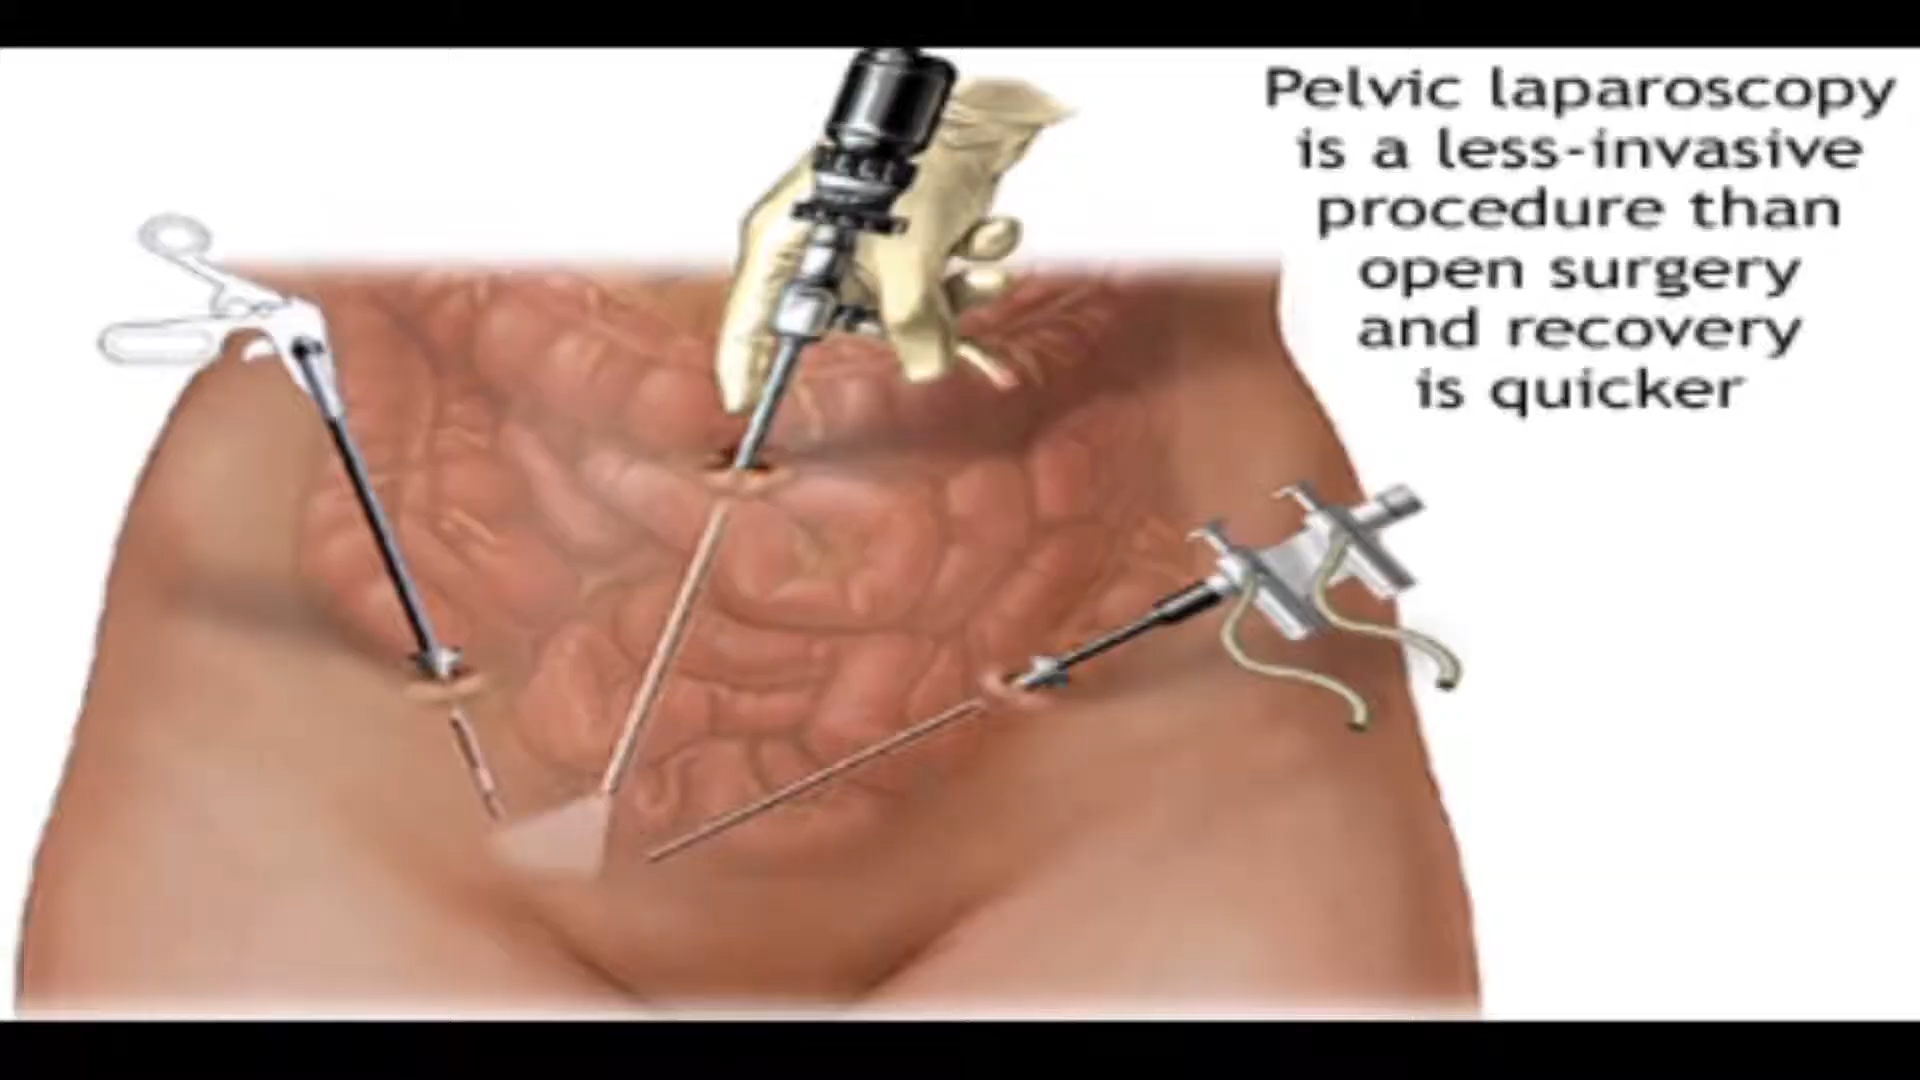 Pelvic laparoscopy
is a less-invasive
procedure than
open surgery
and recovery
is quicker